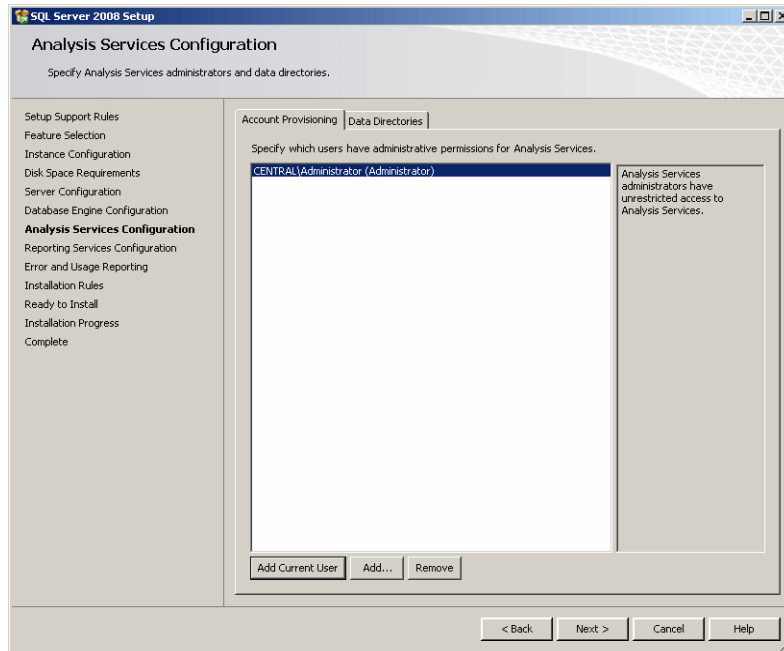 SQL Server 2008 Setup
Analysis Services Configuration
Specify Analysis Services administrators and data directories.
Setup Support Rules
Feature Selection
Instance Configuration
Disk Space Requirements
Server Configuration
Database Engine Configuration
Analysis Services Configuration
Reporting Services Configuration
Error and Usage Reporting
Installation Rules
Ready to Install
Installation Progress
Complete
Account Provisioning Data Directories
Specify which users have administrative permissions for Analysis Services.
CENTRAL\Administrator (Administrator)
Analysis Services
administrators have
unrestricted access to
Analysis Services.
Add Current User Add... Remove
< Back Next > Cancel Help